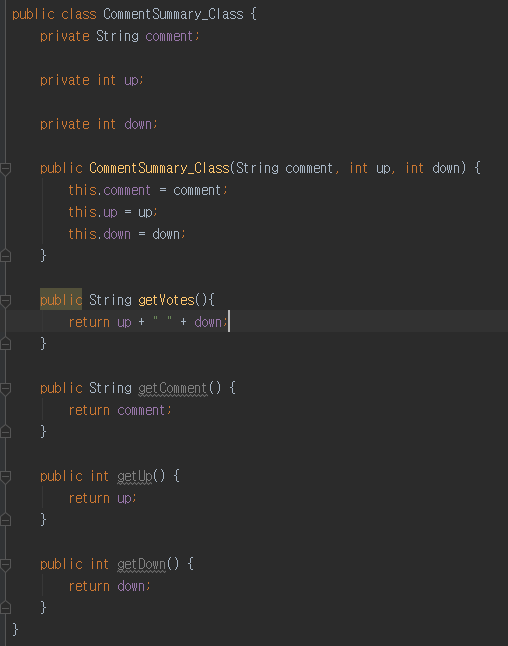 public class CommentSummary_Class {
    private String comment;
    private int up;
    private int down;
    public CommentSummary_Class(String comment, int up, int down) {
        this.comment = comment;
        this.up = up;
        this.down = down;
    }
    public String getVotes(){
        return up + " " + down;
    }
    public String getComment() {
        return comment;
    }
    public int getUp() {
        return up;
    }
    public int getDown() {
        return down;
    }
}